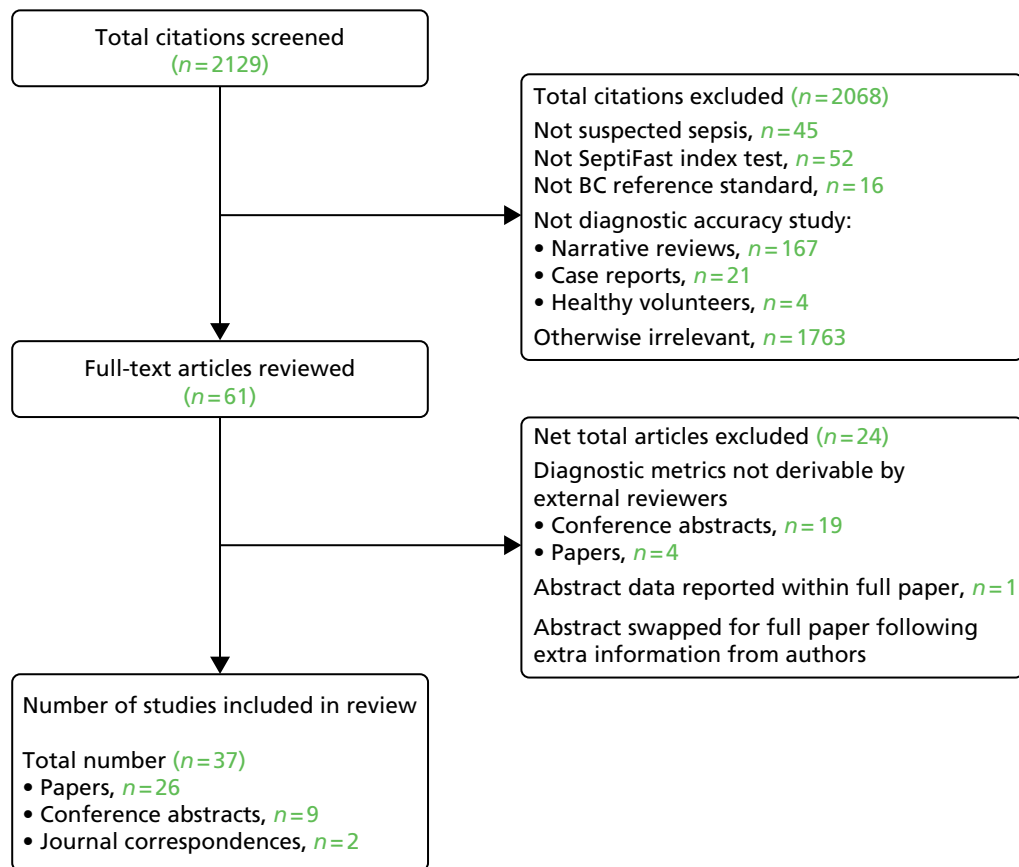 Total citations screened
(n=2129)
Total citations excluded (n=2068)
Not suspected sepsis, n=45
Not SeptiFast index test, n=52
Not BC reference standard, n=16
Not diagnostic accuracy study:
• Narrative reviews, n=167
• Case reports, n=21
• Healthy volunteers, n=4
Otherwise irrelevant, n=1763
Full-text articles reviewed
(n=61)
Net total articles excluded (n=24)
Diagnostic metrics not derivable by
external reviewers
• Conference abstracts, n=19
• Papers, n=4
Abstract data reported within full paper, n=1
Abstract swapped for full paper following
extra information from authors
Number of studies included in review
Total number (n=37)
• Papers, n=26
• Conference abstracts, n=9
• Journal correspondences, n=2